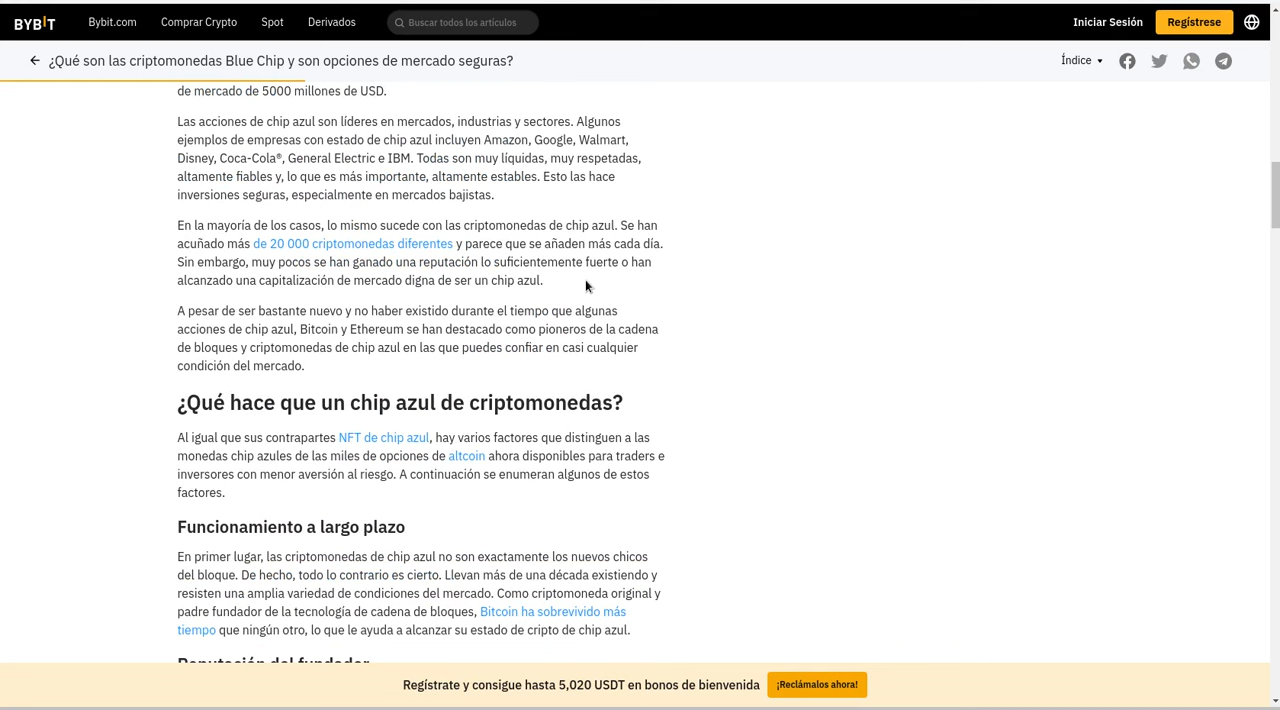 BYBIT
Bybit.com
Comprar Crypto
Spot
Derivados
Buscar todos los artículos
Iniciar Sesión
Regístrese
¿Qué son las criptomonedas Blue Chip y son opciones de mercado seguras?
Índice
de mercado de 5000 millones de USD.
Las acciones de chip azul son líderes en mercados, industrias y sectores. Algunos
ejemplos de empresas con estado de chip azul incluyen Amazon, Google, Walmart,
Disney, Coca-Cola®, General Electric e IBM. Todas son muy líquidas, muy respetadas,
altamente fiables y, lo que es más importante, altamente estables. Esto las hace
inversiones seguras, especialmente en mercados bajistas.
En la mayoría de los casos, lo mismo sucede con las criptomonedas de chip azul. Se han
acuñado más de 20 000 criptomonedas diferentes y parece que se añaden más cada día.
Sin embargo, muy pocos se han ganado una reputación lo suficientemente fuerte o han
alcanzado una capitalización de mercado digna de ser un chip azul.
A pesar de ser bastante nuevo y no haber existido durante el tiempo que algunas
acciones de chip azul, Bitcoin y Ethereum se han destacado como pioneros de la cadena
de bloques y criptomonedas de chip azul en las que puedes confiar en casi cualquier
condición del mercado.
¿Qué hace que un chip azul de criptomonedas?
Al igual que sus contrapartes NFT de chip azul, hay varios factores que distinguen a las
monedas chip azules de las miles de opciones de altcoin ahora disponibles para traders e
inversores con menor aversión al riesgo. A continuación se enumeran algunos de estos
factores.
Funcionamiento a largo plazo
En primer lugar, las criptomonedas de chip azul no son exactamente los nuevos chicos
del bloque. De hecho, todo lo contrario es cierto. Llevan más de una década existiendo y
resisten una amplia variedad de condiciones del mercado. Como criptomoneda original y
padre fundador de la tecnología de cadena de bloques, Bitcoin ha sobrevivido más
tiempo que ningún otro, lo que le ayuda a alcanzar su estado de cripto de chip azul.
Reputación del fundador
Regístrate y consigue hasta 5,020 USDT en bonos de bienvenida
¡Reclámalos ahora!